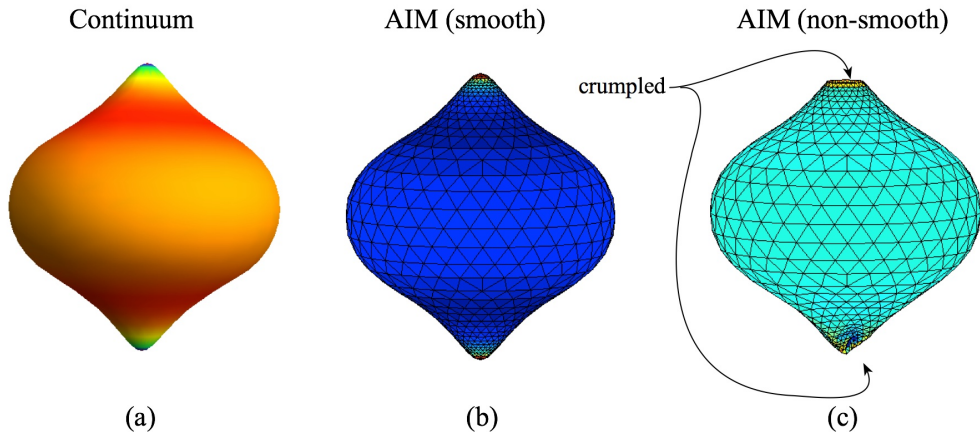 Continuum
AIM (smooth)
AIM (non-smooth)
crumpled
(a)
(b)
(c)